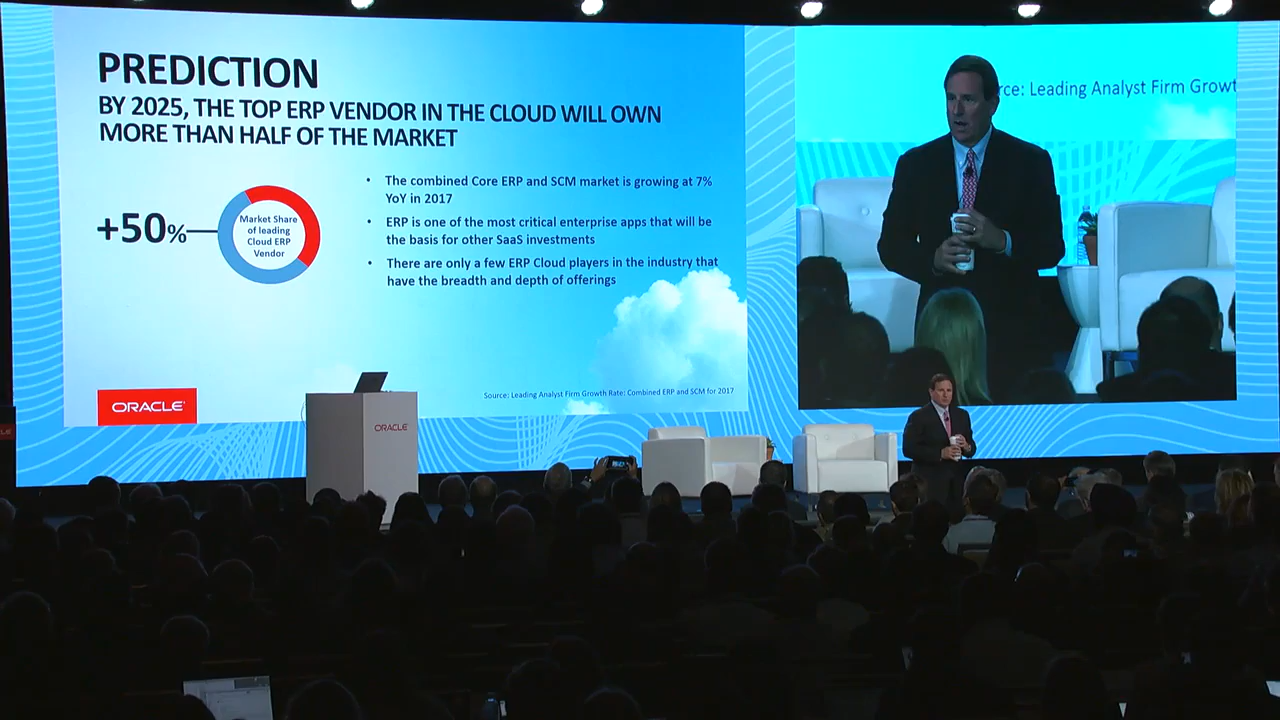 PREDICTION
BY 2025, THE TOP ERP VENDOR IN THE CLOUD WILL OWN
MORE THAN HALF OF THE MARKET
+50%
Market Share
of leading
Cloud ERP
Vendor
• The combined Core ERP and SCM market is growing at 7%
YoY in 2017
• ERP is one of the most critical enterprise apps that will be
the basis for other SaaS investments
• There are only a few ERP Cloud players in the industry that
have the breadth and depth of offerings
ORACLE
Source: Leading Analyst Firm Growth Rate: Combined ERP and SCM for 2017
rce: Leading Analyst Firm Growt
ORACLE
LE